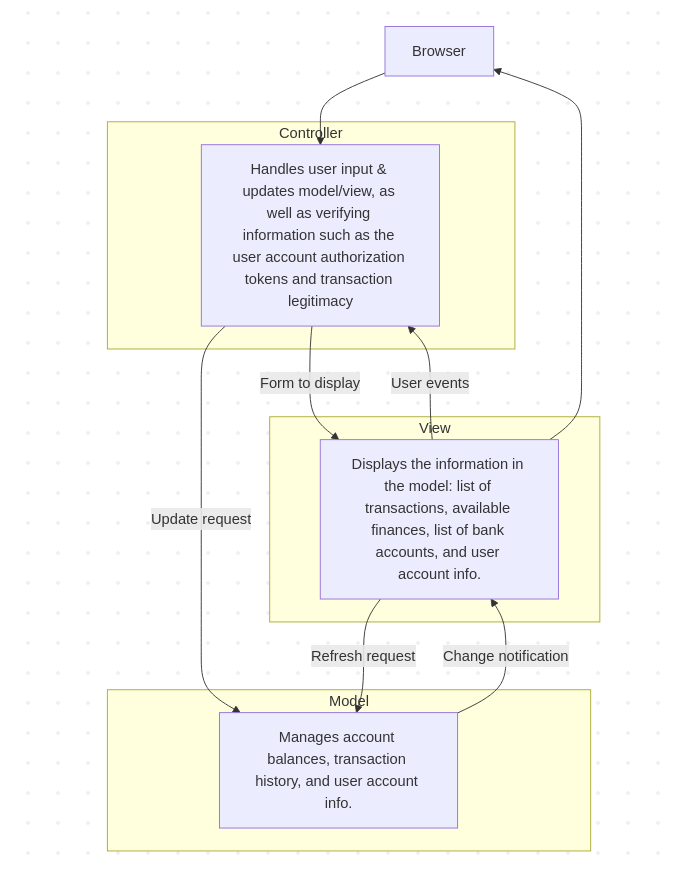 Browser
Controller
Handles user input &
updates model/view, as
well as verifying
information such as the
user account authorization
tokens and transaction
legitimacy
Form to display
User events
View
Displays the information in
the model: list of
transactions, available
finances, list of bank
accounts, and user
account info.
Update request
Refresh request
Change notification
Model
Manages account
balances, transaction
history, and user account
info.